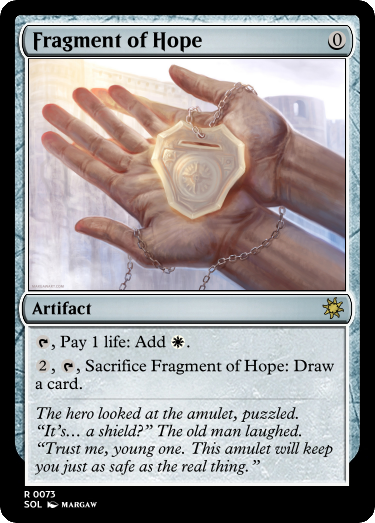 Fragment of Hope 0
Artifact
, Pay 1 life: Add .
2, , Sacrifice Fragment of Hope: Draw
a card.
The hero looked at the amulet, puzzled.
“It’s… a shield?” The old man laughed.
“Trust me, young one. This amulet will keep
you just as safe as the real thing.”
R 0073
SOL MARGAW